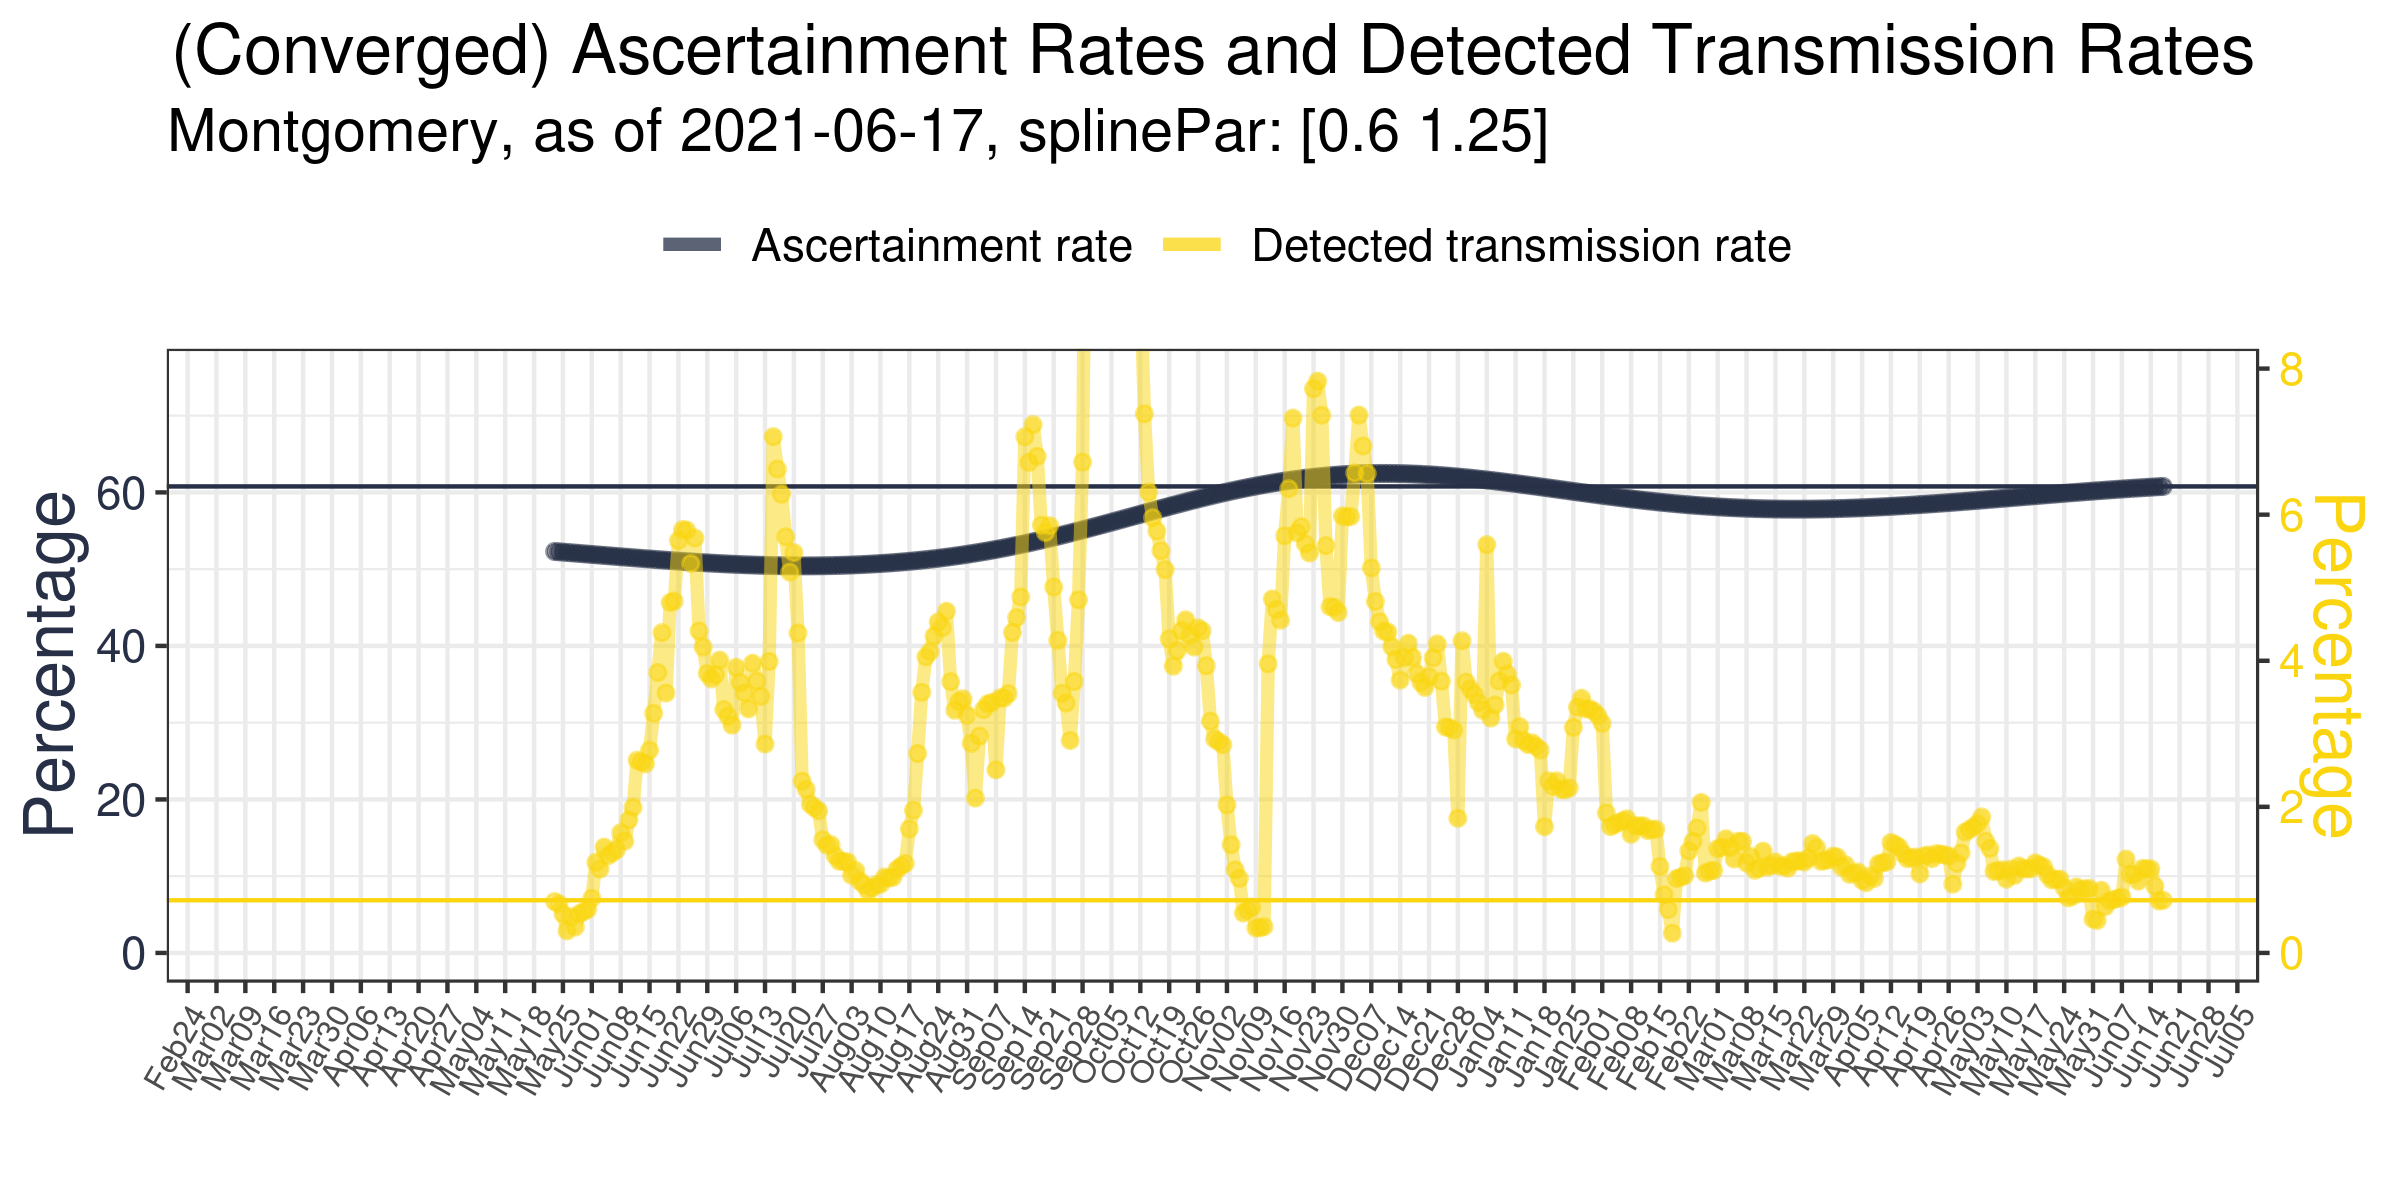 (Converged) Ascertainment Rates and Detected Transmission Rates
Montgomery, as of 2021-06-17, splinePar: [0.6 1.25]
Ascertainment rate Detected transmission rate
Percentage
60
40
20
0
8
6
4
2
0
Percentage
Feb24 Mar02 Mar09 Mar16 Mar23 Mar30 Apr06 Apr13 Apr20 Apr27 May04 May11 May18 May25 Jun01 Jun08 Jun15 Jun22 Jun29 Jul06 Jul13 Jul20 Jul27 Aug03 Aug10 Aug17 Aug24 Aug31 Sep07 Sep14 Sep21 Sep28 Oct05 Oct12 Oct19 Oct26 Nov02 Nov09 Nov16 Nov23 Nov30 Dec07 Dec14 Dec21 Dec28 Jan04 Jan11 Jan18 Jan25 Feb01 Feb08 Feb15 Feb22 Mar01 Mar08 Mar15 Mar22 Mar29 Apr05 Apr12 Apr19 Apr26 May03 May10 May17 May24 May31 Jun07 Jun14 Jun21 Jun28 Jul05